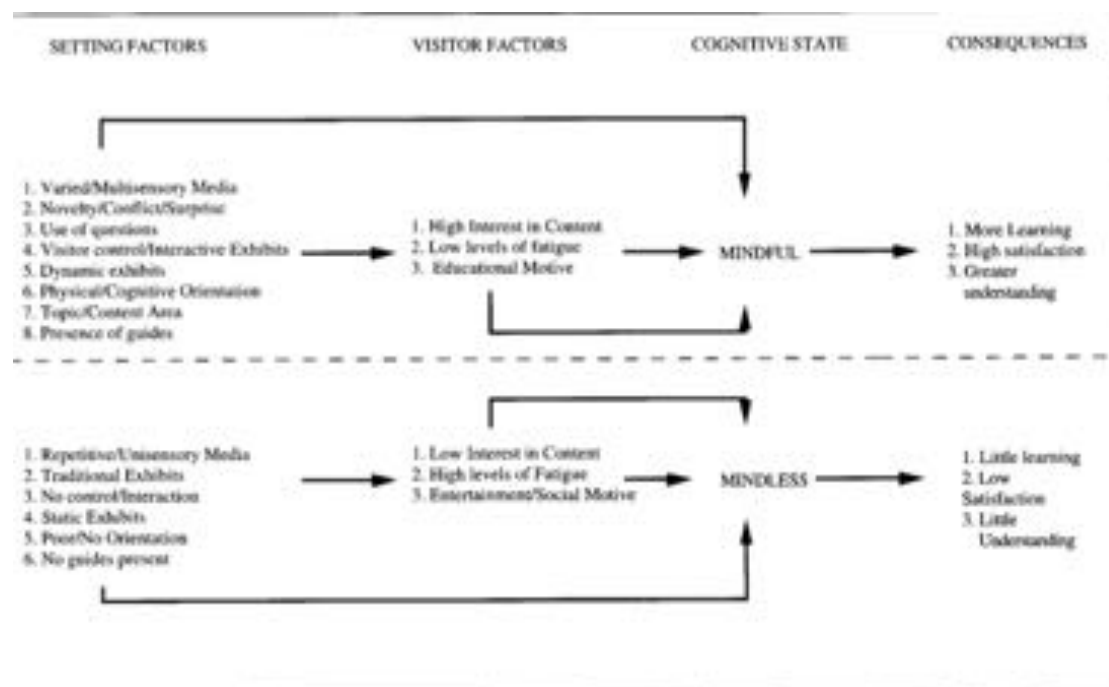 SETTING FACTORS
VISITOR FACTORS
COGNITIVE STATE
CONSEQUENCES
1. Varied/Multisensory Media
2. Novelty/Conflict/Surprise
3. Use of questions
4. Visitor control/Interactive Exhibits
5. Dynamic exhibits
6. Physical/Cognitive Orientation
7. Topic/Content Area
8. Presence of guides
1. High Interest in Content
2. Low levels of fatigue
3. Educational Motive
MINDFUL
1. More Learning
2. High satisfaction
3. Greater
understanding
1. Repetitive/Unisensory Media
2. Traditional Exhibits
3. No control/Interaction
4. Static Exhibits
5. Poor/No Orientation
6. No guides present
1. Low Interest in Content
2. High levels of Fatigue
3. Entertainment/Social Motive
MINDLESS
1. Little learning
2. Low
Satisfaction
3. Little
Understanding